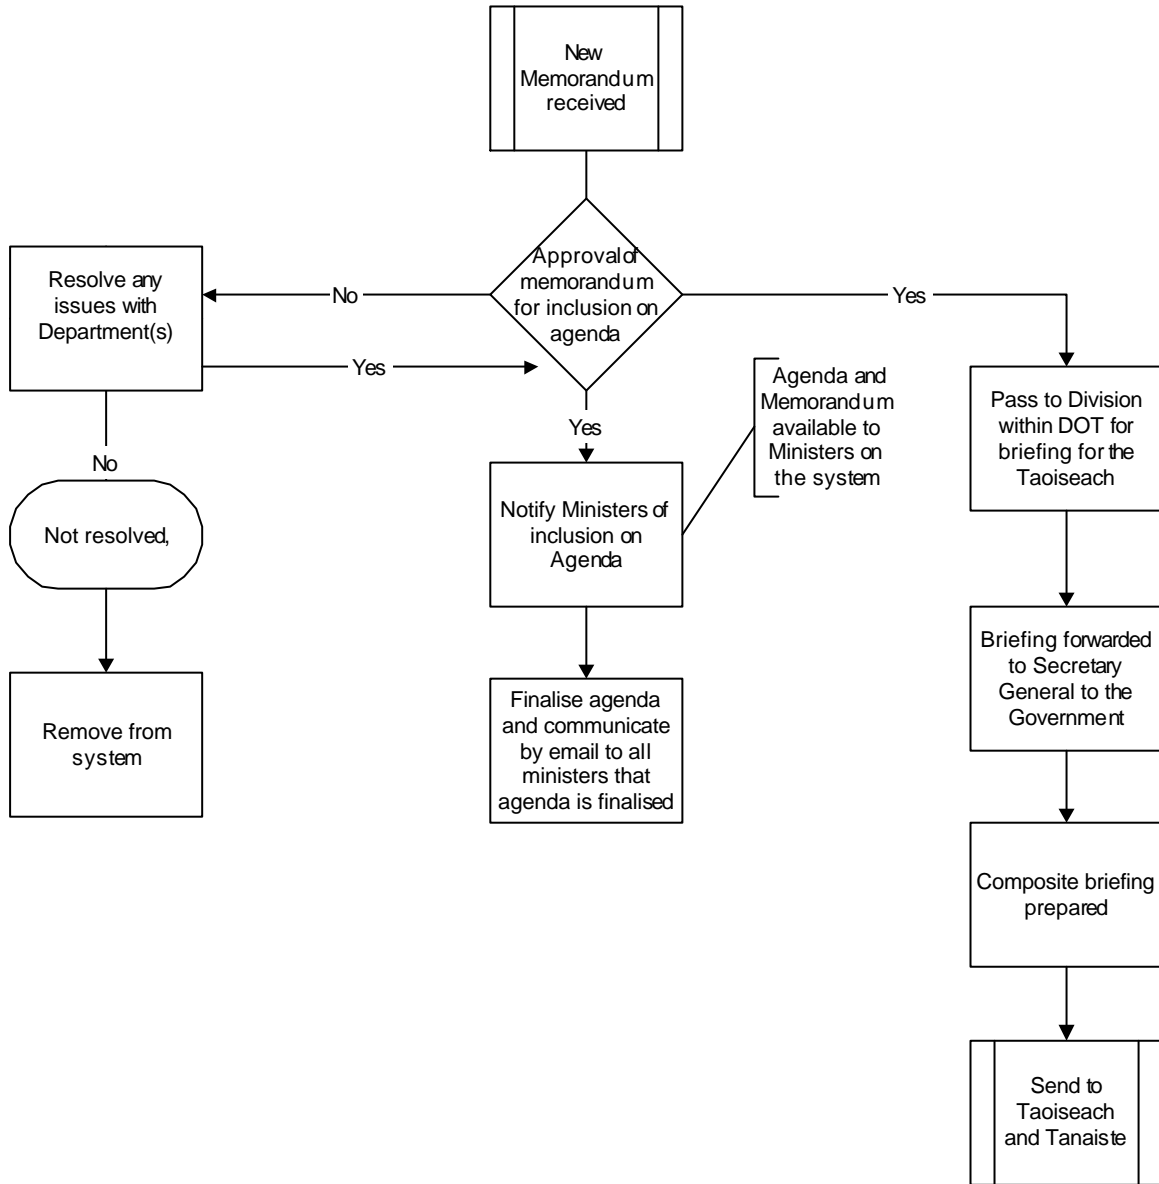 New
Memorandum
received
Approval of
memorandum
for inclusion on
agenda
No
Yes
Resolve any
issues with
Department(s)
Yes
No
Not resolved,
Remove from
system
Yes
Notify Ministers of
inclusion on
Agenda
Agenda and
Memorandum
available to
Ministers on
the system
Finalise agenda
and communicate
by email to all
ministers that
agenda is finalised
Pass to Division
within DOT for
briefing for the
Taoiseach
Briefing forwarded
to Secretary
General to the
Government
Composite briefing
prepared
Send to
Taoiseach
and Tanaiste